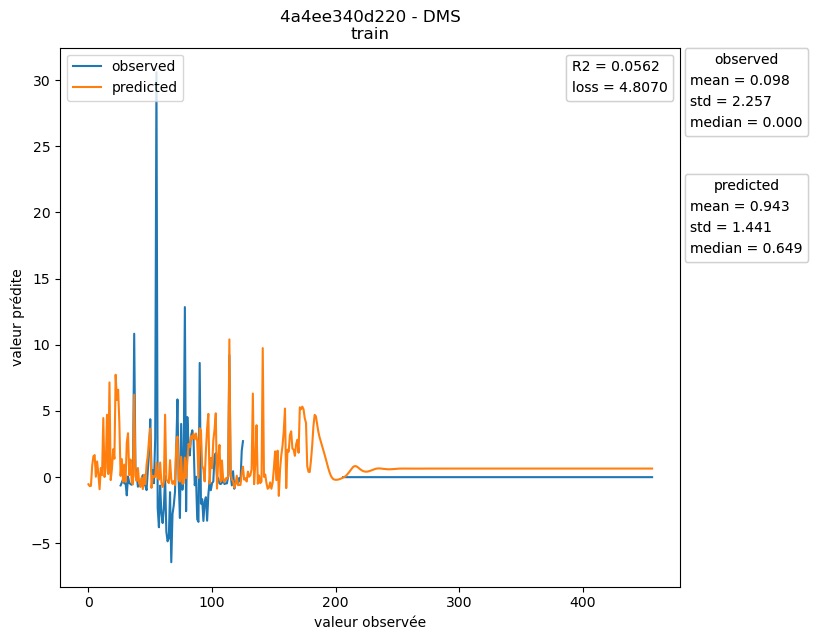 4a4ee340d220 - DMS
train
observed
predicted
R2 = 0.0562
loss = 4.8070
observed
mean = 0.098
std = 2.257
median = 0.000
predicted
mean = 0.943
std = 1.441
median = 0.649
valeur prédite
30
25
20
15
10
5
0
−5
0
100
200
300
400
valeur observée